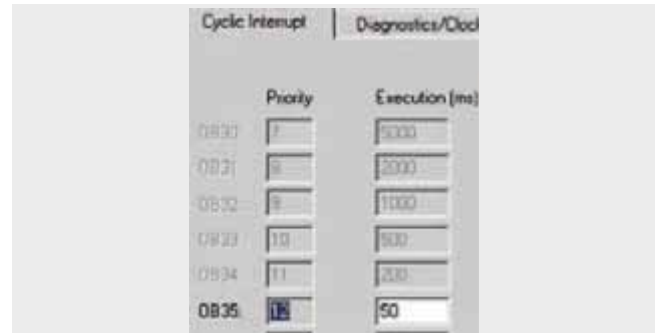 Cyclic Interrupt Diagnostics/Clock
Priority Execution (ms)
OB30 7 5000
OB31 8 2000
OB32 9 1000
OB33 10 500
OB34 11 200
OB35: 50